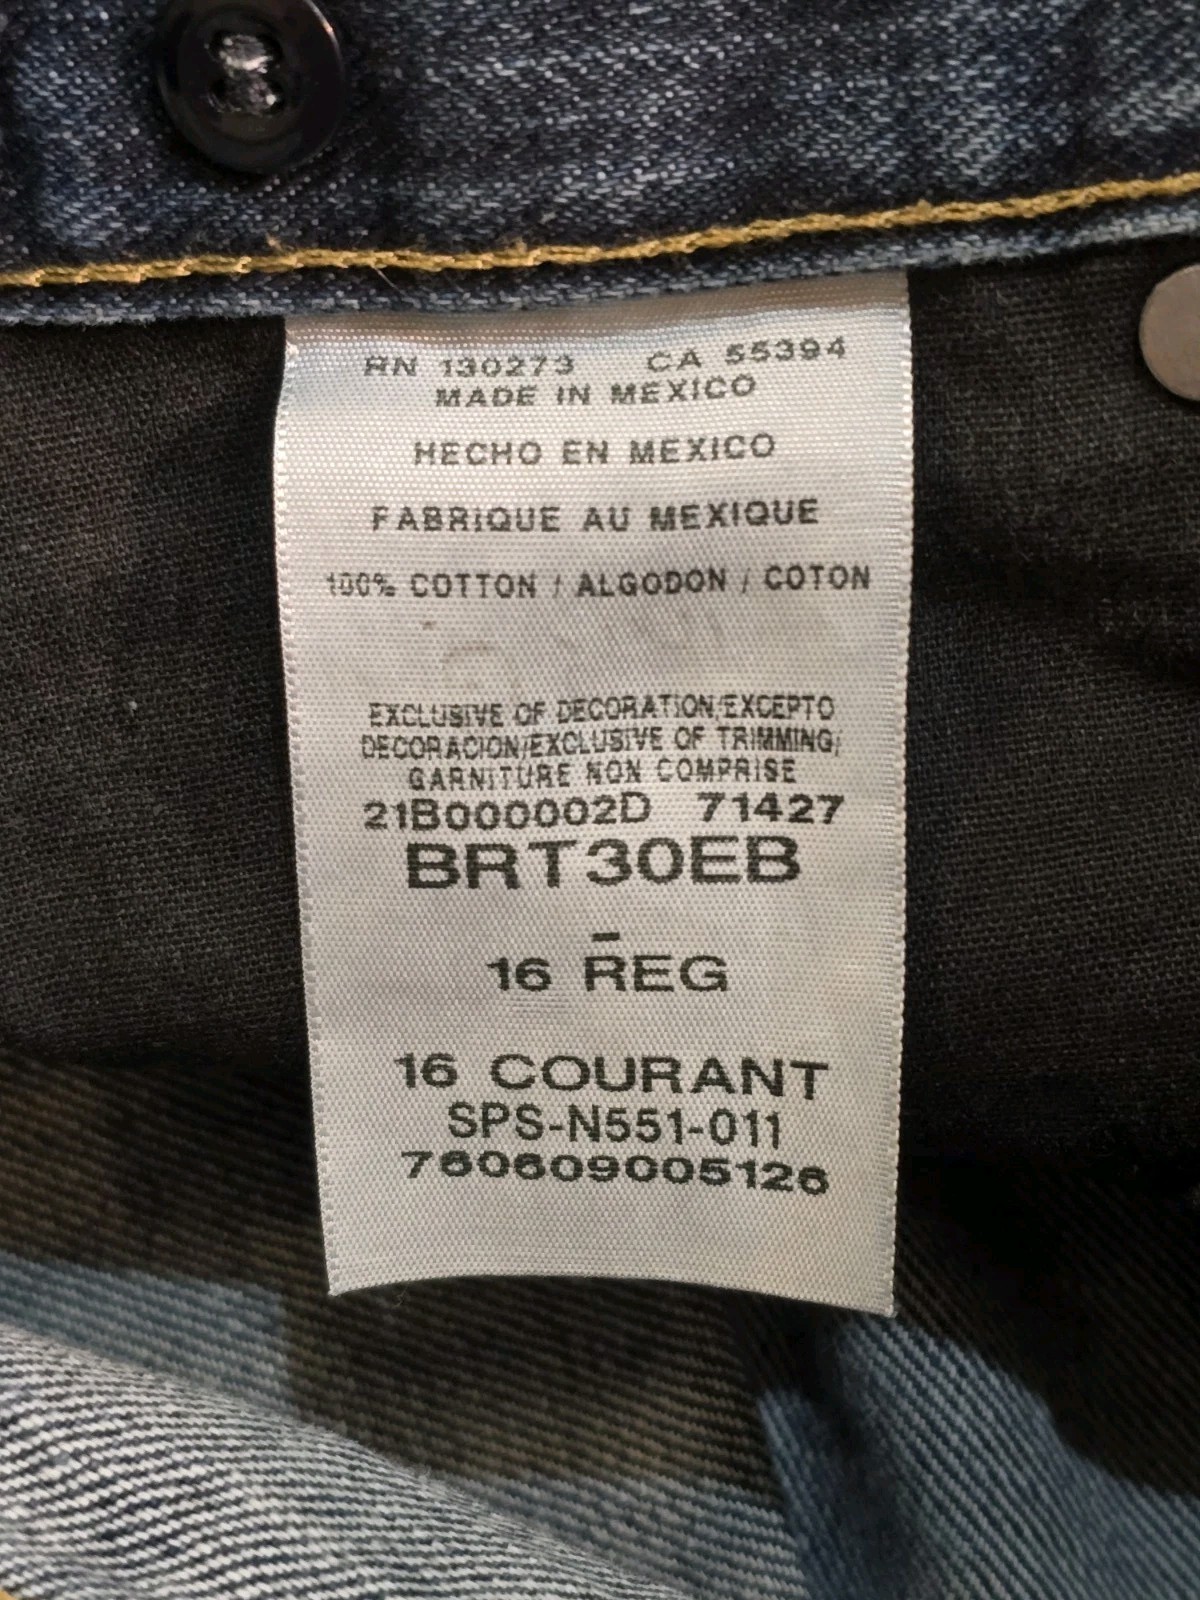 RN 130273 CA 55394
MADE IN MEXICO
HECHO EN MEXICO
FABRIQUE AU MEXIQUE
100% COTTON / ALGODON / COTON
EXCLUSIVE OF DECORATION/EXCEPTO
DECORACION/EXCLUSIVE OF TRIMMING/
GARNITURE NON COMPRISE
21B000002D 71427
BRT30EB
-
16 REG
16 COURANT
SPS-N551-011
760609005126